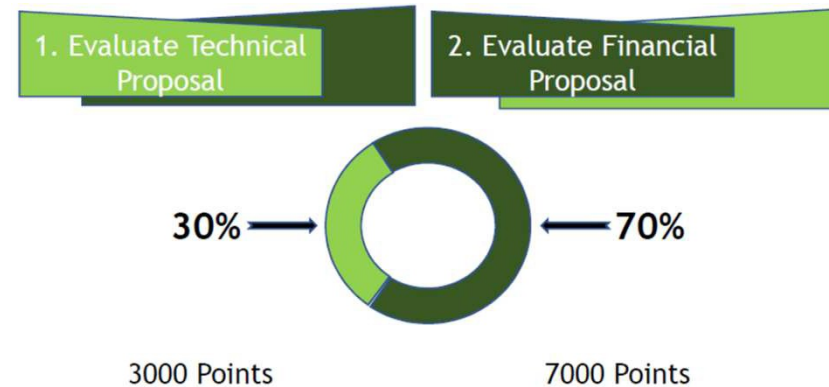 1. Evaluate Technical
Proposal
2. Evaluate Financial
Proposal
30%
70%
3000 Points
7000 Points